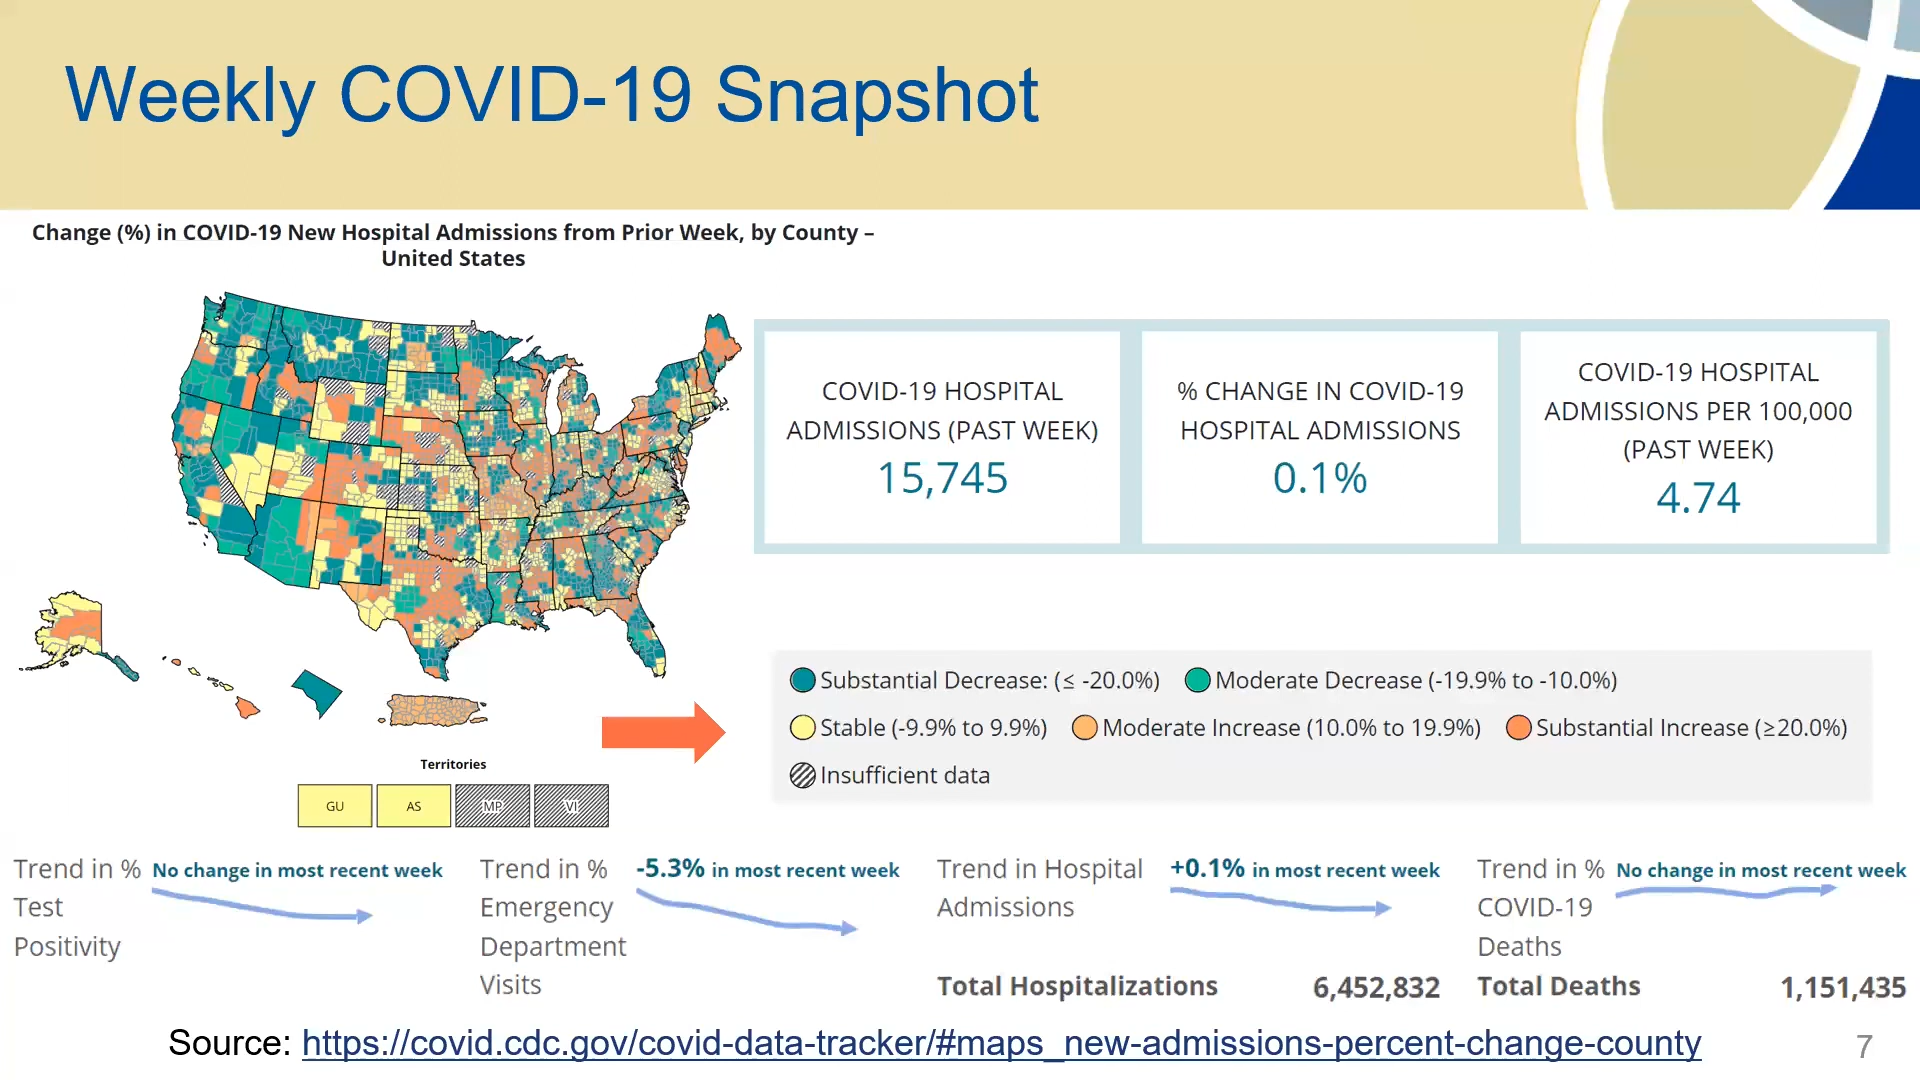 Weekly COVID-19 Snapshot
Change (%) in COVID-19 New Hospital Admissions from Prior Week, by County –
United States
COVID-19 HOSPITAL
ADMISSIONS (PAST WEEK)
15,745
% CHANGE IN COVID-19
HOSPITAL ADMISSIONS
0.1%
COVID-19 HOSPITAL
ADMISSIONS PER 100,000
(PAST WEEK)
4.74
Substantial Decrease: (≤ -20.0%) Moderate Decrease (-19.9% to -10.0%)
Stable (-9.9% to 9.9%) Moderate Increase (10.0% to 19.9%) Substantial Increase (≥20.0%)
Insufficient data
Territories
GU AS MP VI
Trend in %
Test
Positivity
No change in most recent week
Trend in %
Emergency
Department
Visits
-5.3% in most recent week
Trend in Hospital
Admissions
+0.1% in most recent week
Total Hospitalizations 6,452,832
Trend in %
COVID-19
Deaths
No change in most recent week
Total Deaths 1,151,435
Source: https://covid.cdc.gov/covid-data-tracker/#maps_new-admissions-percent-change-county
7